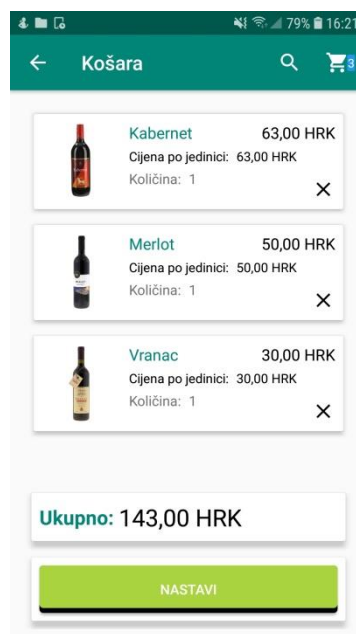 79% 16:21
Košara
3
Kabernet 63,00 HRK
Cijena po jedinici: 63,00 HRK
Količina: 1
Merlot 50,00 HRK
Cijena po jedinici: 50,00 HRK
Količina: 1
Vranac 30,00 HRK
Cijena po jedinici: 30,00 HRK
Količina: 1
Ukupno: 143,00 HRK
NASTAVI